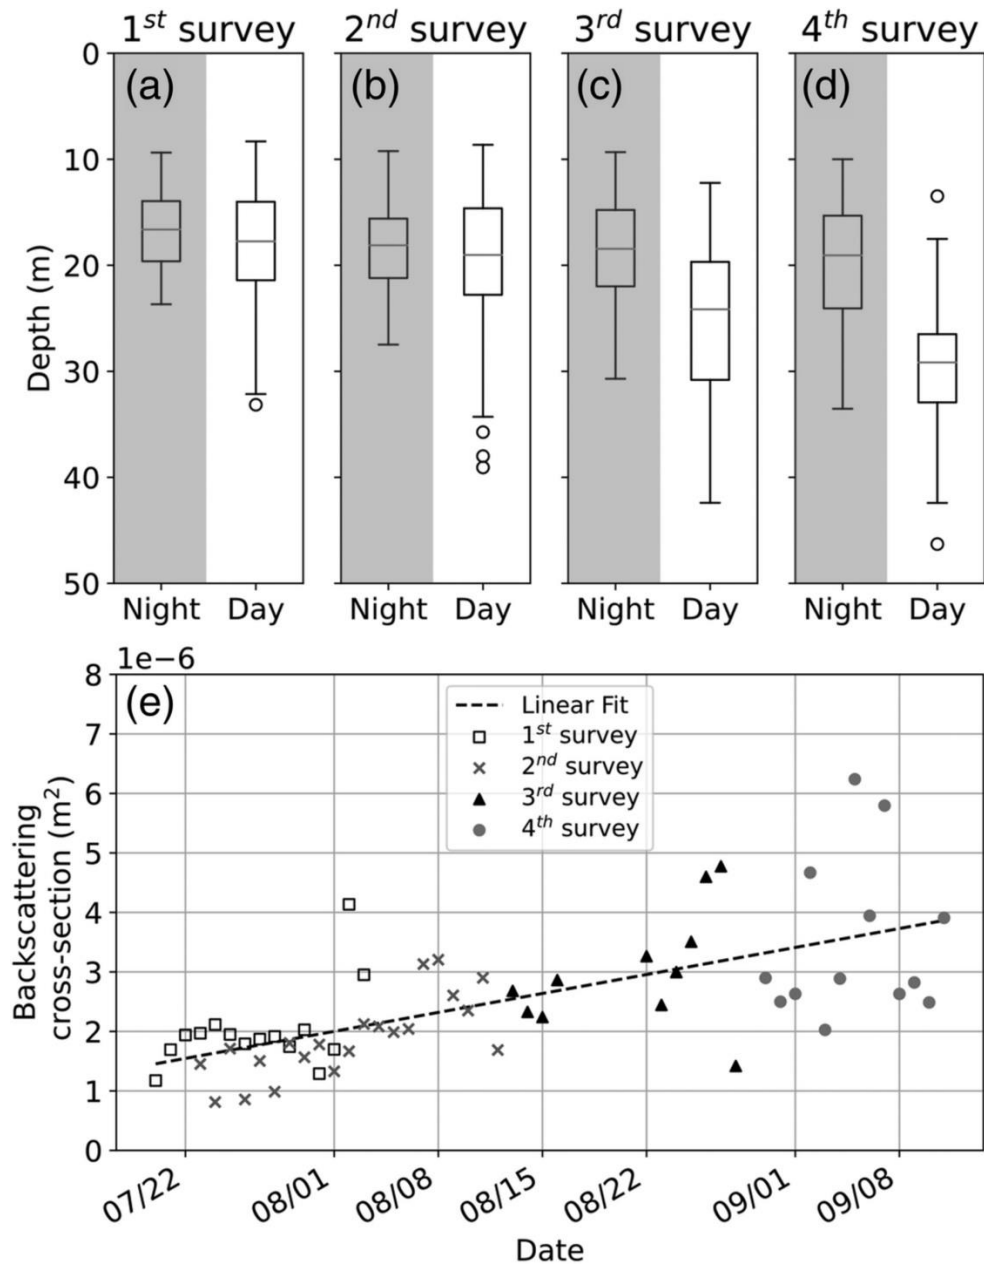 1st survey 2nd survey 3rd survey 4th survey
(a) (b) (c) (d)
0
10
20
30
40
50
Depth (m)
Night Day Night Day Night Day Night Day
1e−6
(e)
8
7
6
5
4
3
2
1
0
Backscattering
cross-section (m2)
Linear Fit
1st survey
2nd survey
3rd survey
4th survey
07/22 08/01 08/08 08/15 08/22 09/01 09/08
Date